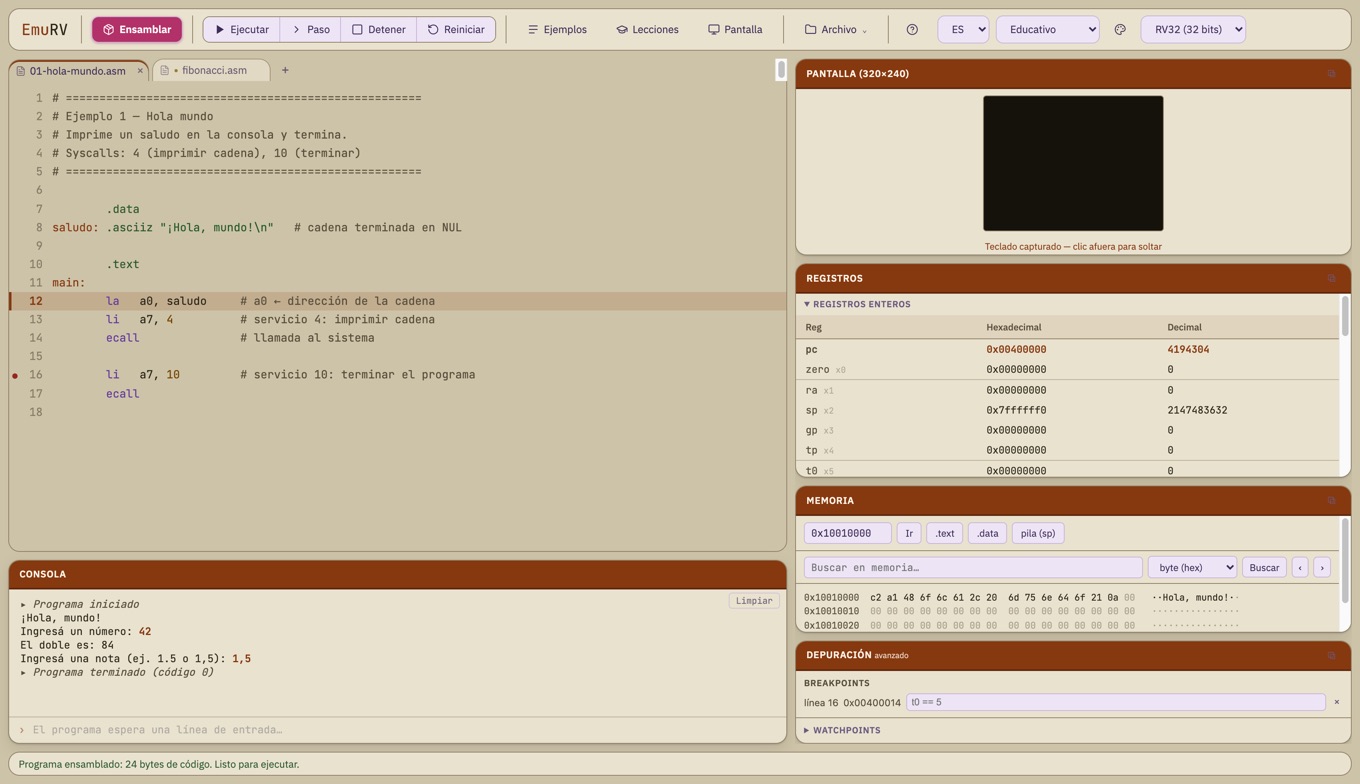 EmuRV Ensamblar Ejecutar Paso Detener Reiniciar Ejemplos Lecciones Pantalla Archivo ES Educativo RV32 (32 bits)
01-hola-mundo.asm × • fibonacci.asm +
1 # =====================================================
2 # Ejemplo 1 — Hola mundo
3 # Imprime un saludo en la consola y termina.
4 # Syscalls: 4 (imprimir cadena), 10 (terminar)
5 # =====================================================
6
7 .data
8 saludo: .asciiz "¡Hola, mundo!\n" # cadena terminada en NUL
9
10 .text
11 main:
12 la a0, saludo # a0 ← dirección de la cadena
13 li a7, 4 # servicio 4: imprimir cadena
14 ecall # llamada al sistema
15
16 li a7, 10 # servicio 10: terminar el programa
17 ecall
18
CONSOLA
Limpiar
▸ Programa iniciado
¡Hola, mundo!
Ingresá un número: 42
El doble es: 84
Ingresá una nota (ej. 1.5 o 1,5): 1,5
▸ Programa terminado (código 0)
› El programa espera una línea de entrada…
PANTALLA (320×240)
Teclado capturado — clic afuera para soltar
REGISTROS
▼ REGISTROS ENTEROS
Reg Hexadecimal Decimal
pc 0x00400000 4194304
zero x0 0x00000000 0
ra x1 0x00000000 0
sp x2 0x7ffffff0 2147483632
gp x3 0x00000000 0
tp x4 0x00000000 0
t0 x5 0x00000000 0
MEMORIA
0x10010000 Ir .text .data pila (sp)
Buscar en memoria… byte (hex) Buscar ‹ ›
0x10010000 c2 a1 48 6f 6c 61 2c 20 6d 75 6e 64 6f 21 0a 00 ··Hola, mundo!··
0x10010010 00 00 00 00 00 00 00 00 00 00 00 00 00 00 00 00 ················
0x10010020 00 00 00 00 00 00 00 00 00 00 00 00 00 00 00 00 ················
DEPURACIÓN avanzado
BREAKPOINTS
línea 16 0x00400014 t0 == 5 ×
▶ WATCHPOINTS
Programa ensamblado: 24 bytes de código. Listo para ejecutar.